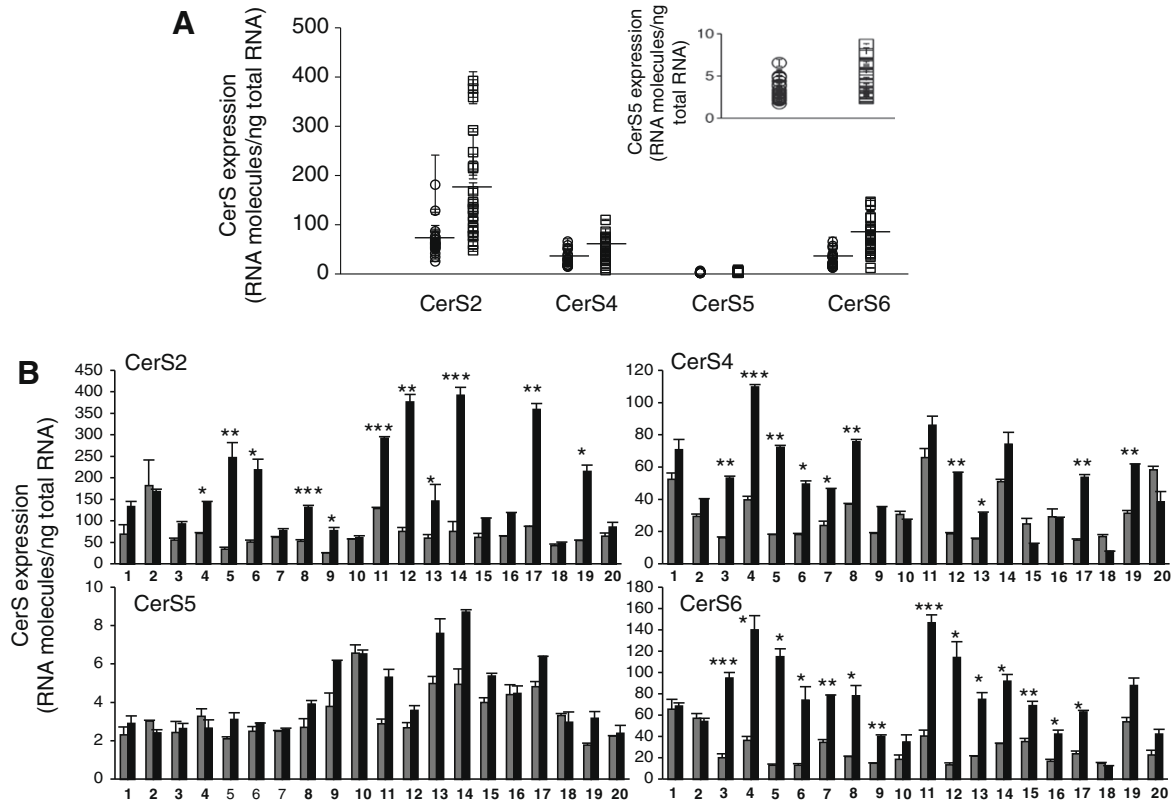 A
CerS expression
(RNA molecules/ng total RNA)
500
400
300
200
100
0
CerS2 CerS4 CerS5 CerS6
CerS5 expression
(RNA molecules/ng
total RNA)
10
5
0
B
CerS expression
(RNA molecules/ng total RNA)
CerS2
450
400
350
300
250
200
150
100
50
0
* ** * *** * *** ** * *** ** *
1 2 3 4 5 6 7 8 9 10 11 12 13 14 15 16 17 18 19 20
CerS4
120
100
80
60
40
20
0
** *** ** * * ** ** * ** **
1 2 3 4 5 6 7 8 9 10 11 12 13 14 15 16 17 18 19 20
CerS5
10
8
6
4
2
0
1 2 3 4 5 6 7 8 9 10 11 12 13 14 15 16 17 18 19 20
CerS6
180
160
140
120
100
80
60
40
20
0
*** * * * ** * ** *** * * * ** * *
1 2 3 4 5 6 7 8 9 10 11 12 13 14 15 16 17 18 19 20